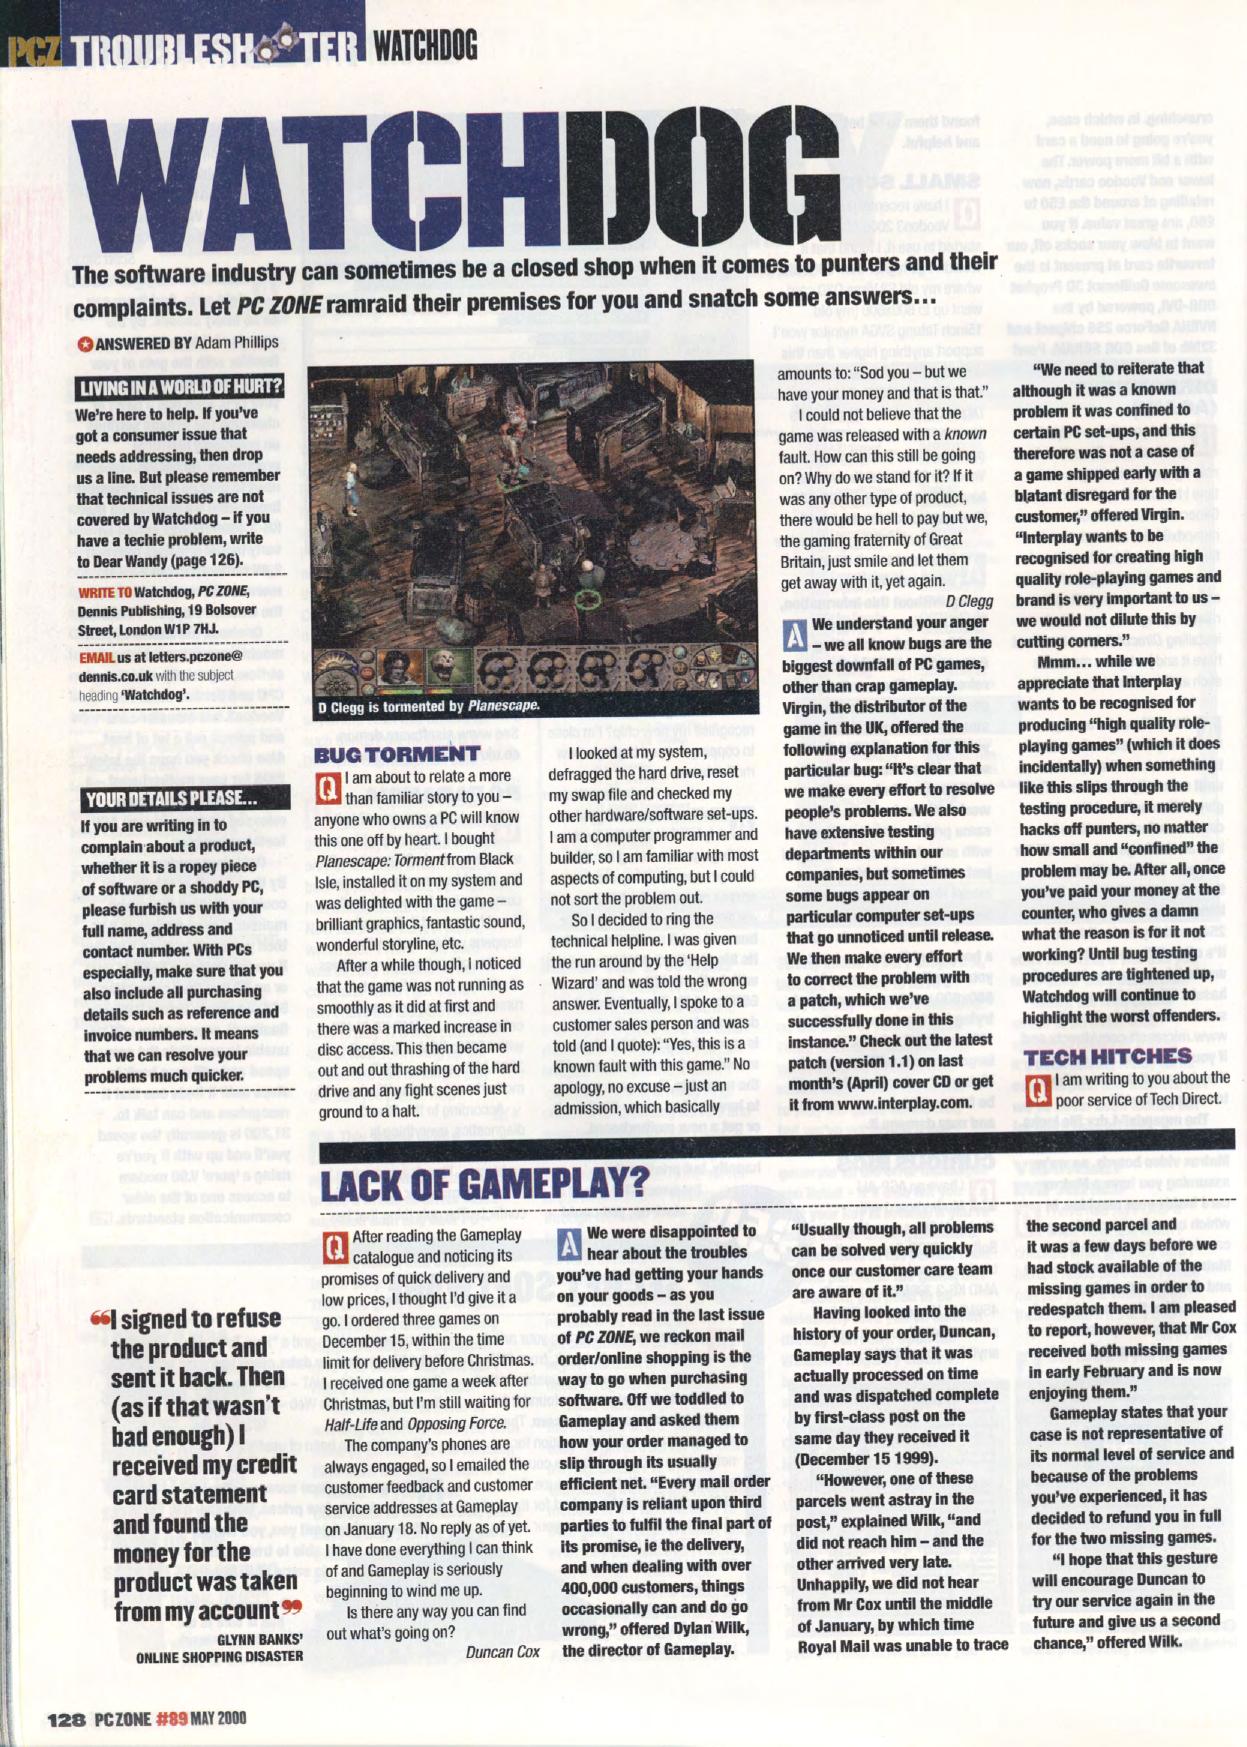 PCZ TROUBLESHOOTER WATCHDOG
WATCHDOG
The software industry can sometimes be a closed shop when it comes to punters and their
complaints. Let PC ZONE ramraid their premises for you and snatch some answers...
ANSWERED BY Adam Phillips
LIVING IN A WORLD OF HURT?
We're here to help. If you've
got a consumer issue that
needs addressing, then drop
us a line. But please remember
that technical issues are not
covered by Watchdog – if you
have a techie problem, write
to Dear Wandy (page 126).
WRITE TO Watchdog, PC ZONE,
Dennis Publishing, 19 Bolsover
Street, London W1P 7HJ.
EMAIL us at letters.pczone@
dennis.co.uk with the subject
heading 'Watchdog'.
YOUR DETAILS PLEASE...
If you are writing in to
complain about a product,
whether it is a ropey piece
of software or a shoddy PC,
please furbish us with your
full name, address and
contact number. With PCs
especially, make sure that you
also include all purchasing
details such as reference and
invoice numbers. It means
that we can resolve your
problems much quicker.
D Clegg is tormented by Planescape.
BUG TORMENT
Q I am about to relate a more
than familiar story to you –
anyone who owns a PC will know
this one off by heart. I bought
Planescape: Torment from Black
Isle, installed it on my system and
was delighted with the game –
brilliant graphics, fantastic sound,
wonderful storyline, etc.
After a while though, I noticed
that the game was not running as
smoothly as it did at first and
there was a marked increase in
disc access. This then became
out and out thrashing of the hard
drive and any fight scenes just
ground to a halt.
I looked at my system,
defragged the hard drive, reset
my swap file and checked my
other hardware/software set-ups.
I am a computer programmer and
builder, so I am familiar with most
aspects of computing, but I could
not sort the problem out.
So I decided to ring the
technical helpline. I was given
the run around by the 'Help
Wizard' and was told the wrong
answer. Eventually, I spoke to a
customer sales person and was
told (and I quote): "Yes, this is a
known fault with this game." No
apology, no excuse – just an
admission, which basically
amounts to: "Sod you – but we
have your money and that is that."
I could not believe that the
game was released with a known
fault. How can this still be going
on? Why do we stand for it? If it
was any other type of product,
there would be hell to pay but we,
the gaming fraternity of Great
Britain, just smile and let them
get away with it, yet again.
D Clegg
A We understand your anger
– we all know bugs are the
biggest downfall of PC games,
other than crap gameplay.
Virgin, the distributor of the
game in the UK, offered the
following explanation for this
particular bug: "It's clear that
we make every effort to resolve
people's problems. We also
have extensive testing
departments within our
companies, but sometimes
some bugs appear on
particular computer set-ups
that go unnoticed until release.
We then make every effort
to correct the problem with
a patch, which we've
successfully done in this
instance." Check out the latest
patch (version 1.1) on last
month's (April) cover CD or get
it from www.interplay.com.
"We need to reiterate that
although it was a known
problem it was confined to
certain PC set-ups, and this
therefore was not a case of
a game shipped early with a
blatant disregard for the
customer," offered Virgin.
"Interplay wants to be
recognised for creating high
quality role-playing games and
brand is very important to us –
we would not dilute this by
cutting corners."
Mmm... while we
appreciate that Interplay
wants to be recognised for
producing "high quality role-
playing games" (which it does
incidentally) when something
like this slips through the
testing procedure, it merely
hacks off punters, no matter
how small and "confined" the
problem may be. After all, once
you've paid your money at the
counter, who gives a damn
what the reason is for it not
working? Until bug testing
procedures are tightened up,
Watchdog will continue to
highlight the worst offenders.
TECH HITCHES
Q I am writing to you about the
poor service of Tech Direct.
LACK OF GAMEPLAY?
"I signed to refuse
the product and
sent it back. Then
(as if that wasn't
bad enough) I
received my credit
card statement
and found the
money for the
product was taken
from my account"
GLYNN BANKS'
ONLINE SHOPPING DISASTER
Q After reading the Gameplay
catalogue and noticing its
promises of quick delivery and
low prices, I thought I'd give it a
go. I ordered three games on
December 15, within the time
limit for delivery before Christmas.
I received one game a week after
Christmas, but I'm still waiting for
Half-Life and Opposing Force.
The company's phones are
always engaged, so I emailed the
customer feedback and customer
service addresses at Gameplay
on January 18. No reply as of yet.
I have done everything I can think
of and Gameplay is seriously
beginning to wind me up.
Is there any way you can find
out what's going on?
Duncan Cox
A We were disappointed to
hear about the troubles
you've had getting your hands
on your goods – as you
probably read in the last issue
of PC ZONE, we reckon mail
order/online shopping is the
way to go when purchasing
software. Off we toddled to
Gameplay and asked them
how your order managed to
slip through its usually
efficient net. "Every mail order
company is reliant upon third
parties to fulfil the final part of
its promise, ie the delivery,
and when dealing with over
400,000 customers, things
occasionally can and do go
wrong," offered Dylan Wilk,
the director of Gameplay.
"Usually though, all problems
can be solved very quickly
once our customer care team
are aware of it."
Having looked into the
history of your order, Duncan,
Gameplay says that it was
actually processed on time
and was dispatched complete
by first-class post on the
same day they received it
(December 15 1999).
"However, one of these
parcels went astray in the
post," explained Wilk, "and
did not reach him – and the
other arrived very late.
Unhappily, we did not hear
from Mr Cox until the middle
of January, by which time
Royal Mail was unable to trace
the second parcel and
it was a few days before we
had stock available of the
missing games in order to
redespatch them. I am pleased
to report, however, that Mr Cox
received both missing games
in early February and is now
enjoying them."
Gameplay states that your
case is not representative of
its normal level of service and
because of the problems
you've experienced, it has
decided to refund you in full
for the two missing games.
"I hope that this gesture
will encourage Duncan to
try our service again in the
future and give us a second
chance," offered Wilk.
128 PC ZONE #89 MAY 2000